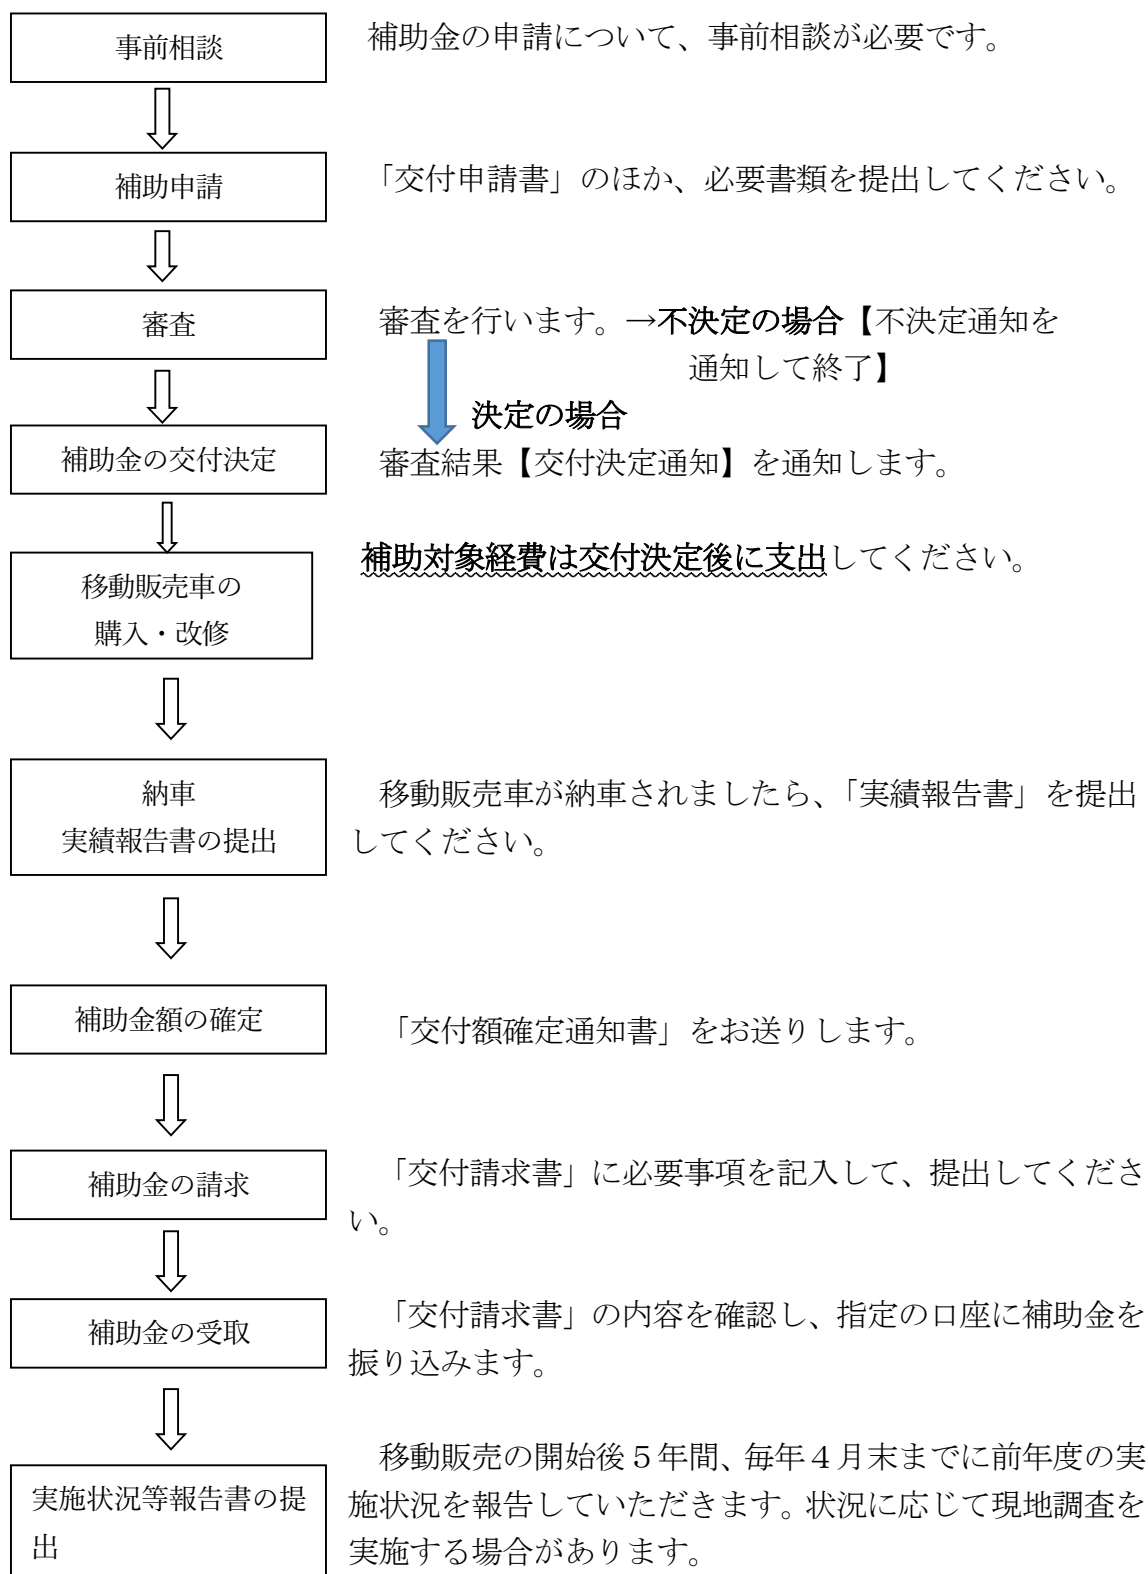 事前相談
補助金の申請について、事前相談が必要です。
補助申請
「交付申請書」のほか、必要書類を提出してください。
審査
審査を行います。→不決定の場合【不決定通知を
通知して終了】
決定の場合
補助金の交付決定
審査結果【交付決定通知】を通知します。
補助対象経費は交付決定後に支出してください。
移動販売車の
購入・改修
納車
実績報告書の提出
移動販売車が納車されましたら、「実績報告書」を提出
してください。
補助金額の確定
「交付額確定通知書」をお送りします。
補助金の請求
「交付請求書」に必要事項を記入して、提出してくださ
い。
補助金の受取
「交付請求書」の内容を確認し、指定の口座に補助金を
振り込みます。
実施状況等報告書の提
出
移動販売の開始後５年間、毎年４月末までに前年度の実
施状況を報告していただきます。状況に応じて現地調査を
実施する場合があります。